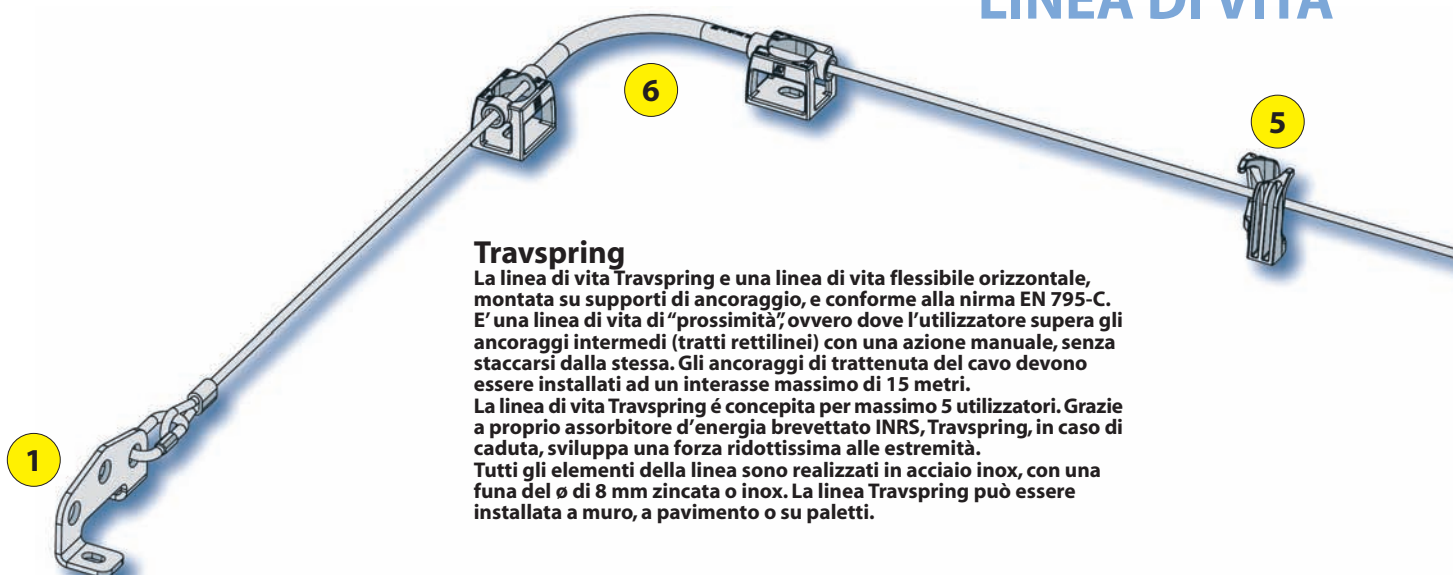 LINEA DI VITA
6
5
Travspring
La linea di vita Travspring e una linea di vita flessibile orizzontale,
montata su supporti di ancoraggio, e conforme alla nirma EN 795-C.
E’ una linea di vita di “prossimità”, ovvero dove l’utilizzatore supera gli
ancoraggi intermedi (tratti rettilinei) con una azione manuale, senza
staccarsi dalla stessa. Gli ancoraggi di trattenuta del cavo devono
essere installati ad un interasse massimo di 15 metri.
La linea di vita Travspring é concepita per massimo 5 utilizzatori. Grazie
a proprio assorbitore d’energia brevettato INRS, Travspring, in caso di
caduta, sviluppa una forza ridottissima alle estremità.
Tutti gli elementi della linea sono realizzati in acciaio inox, con una
funa del ø di 8 mm zincata o inox. La linea Travspring può essere
installata a muro, a pavimento o su paletti.
1